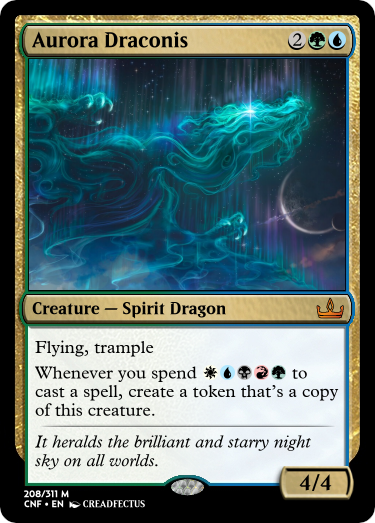 Aurora Draconis 2
Creature — Spirit Dragon
Flying, trample
Whenever you spend to
cast a spell, create a token that's a copy
of this creature.
It heralds the brilliant and starry night
sky on all worlds.
4/4
208/311 M
CNF • EN CREADFECTUS